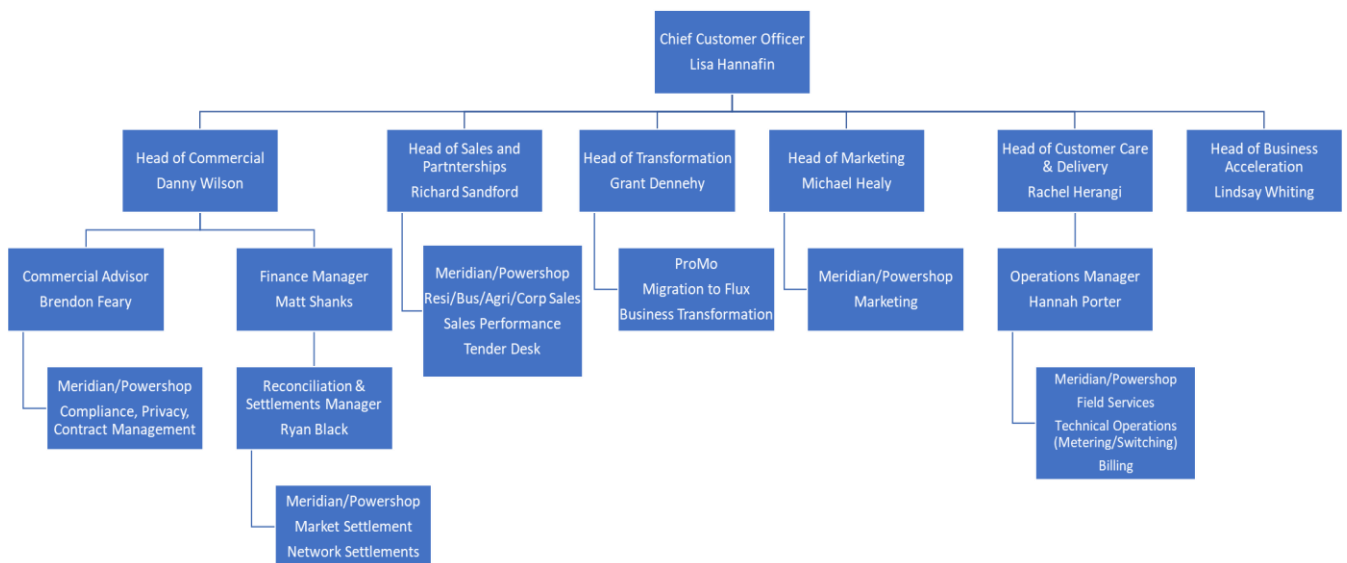 Chief Customer Officer
Lisa Hannafin
Head of Commercial
Danny Wilson
Head of Sales and
Partnterships
Richard Sandford
Head of Transformation
Grant Dennehy
Head of Marketing
Michael Healy
Head of Customer Care
& Delivery
Rachel Herangi
Head of Business
Acceleration
Lindsay Whiting
Commercial Advisor
Brendon Feary
Finance Manager
Matt Shanks
Meridian/Powershop
Resi/Bus/Agri/Corp Sales
Sales Performance
Tender Desk
ProMo
Migration to Flux
Business Transformation
Meridian/Powershop
Marketing
Operations Manager
Hannah Porter
Meridian/Powershop
Compliance, Privacy,
Contract Management
Reconciliation &
Settlements Manager
Ryan Black
Meridian/Powershop
Field Services
Technical Operations
(Metering/Switching)
Billing
Meridian/Powershop
Market Settlement
Network Settlements